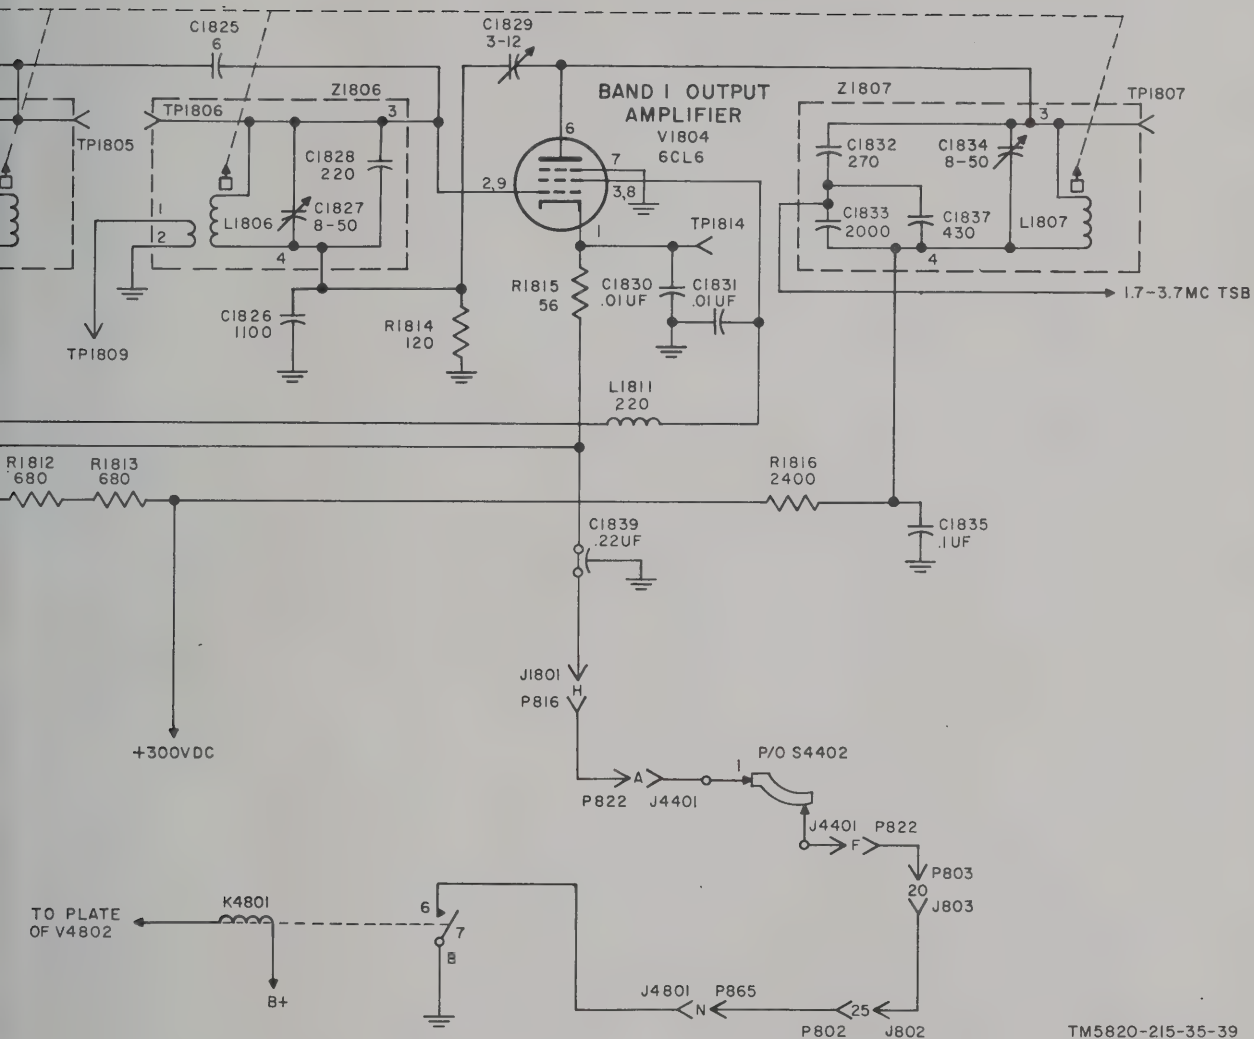 C1825
6
C1829
3-12
BAND I OUTPUT
AMPLIFIER
V1804
6CL6
Z1806
Z1807
TP1807
TP1806
3
TP1805
C1828
220
C1827
8-50
L1806
1
2
4
6
7
2,9
3,8
1
TP1814
C1832
270
C1834
8-50
3
C1833
2000
C1837
430
L1807
4
1.7-3.7MC TSB
R1815
56
C1830
.01UF
C1831
.01UF
C1826
1100
R1814
120
TP1809
L1811
220
R1812
680
R1813
680
R1816
2400
C1839
.22UF
C1835
.1UF
J1801
H
P816
+300VDC
P/O S4402
1
A
P822 J4401
J4401 P822
F
P803
20
J803
K4801
TO PLATE
OF V4802
6
7
B
B+
J4801 P865
N
25
P802 J802
TM5820-215-35-39